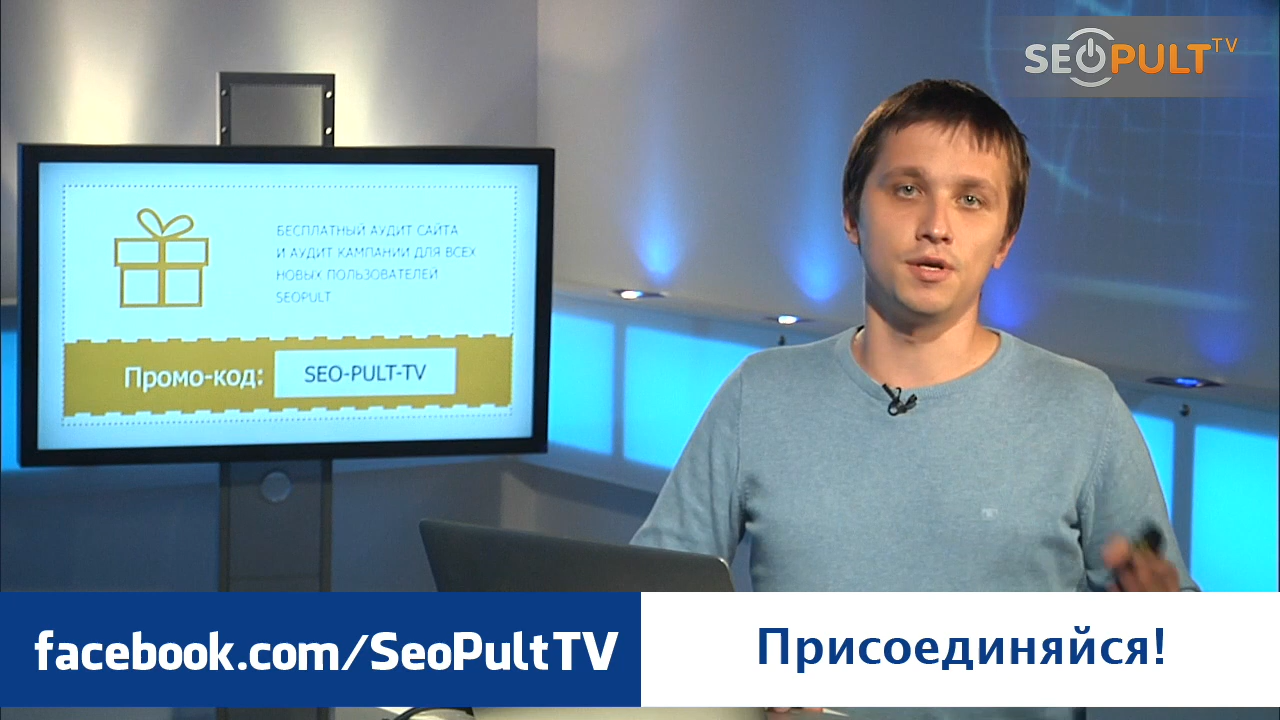 SEOPULT TV
БЕСПЛАТНЫЙ АУДИТ САЙТА
И АУДИТ КАМПАНИИ ДЛЯ ВСЕХ
НОВЫХ ПОЛЬЗОВАТЕЛЕЙ
SEOPULT
Промо-код: SEO-PULT-TV
facebook.com/SeoPultTV
Присоединяйся!